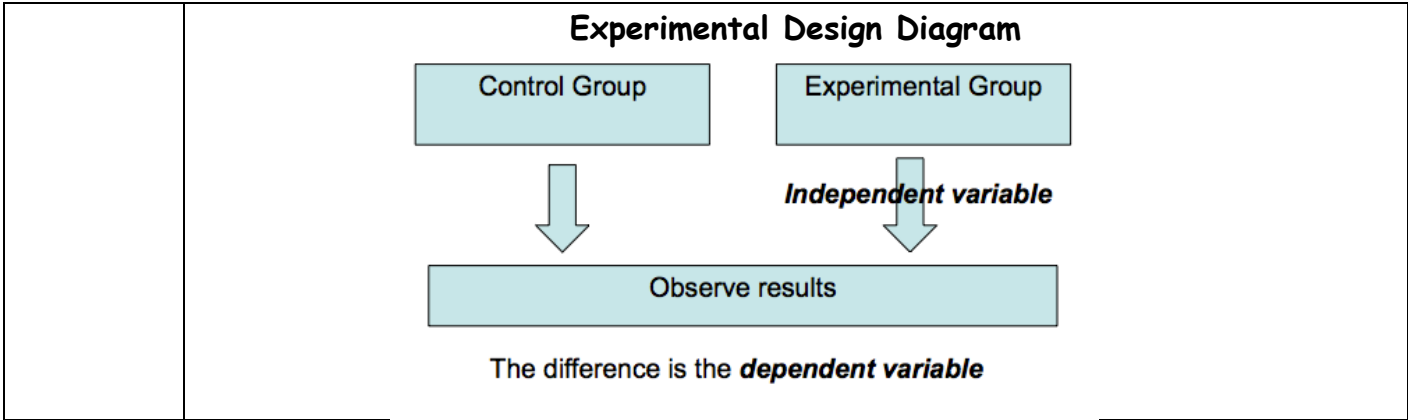 Experimental Design Diagram
Control Group
Experimental Group
Independent variable
Observe results
The difference is the dependent variable